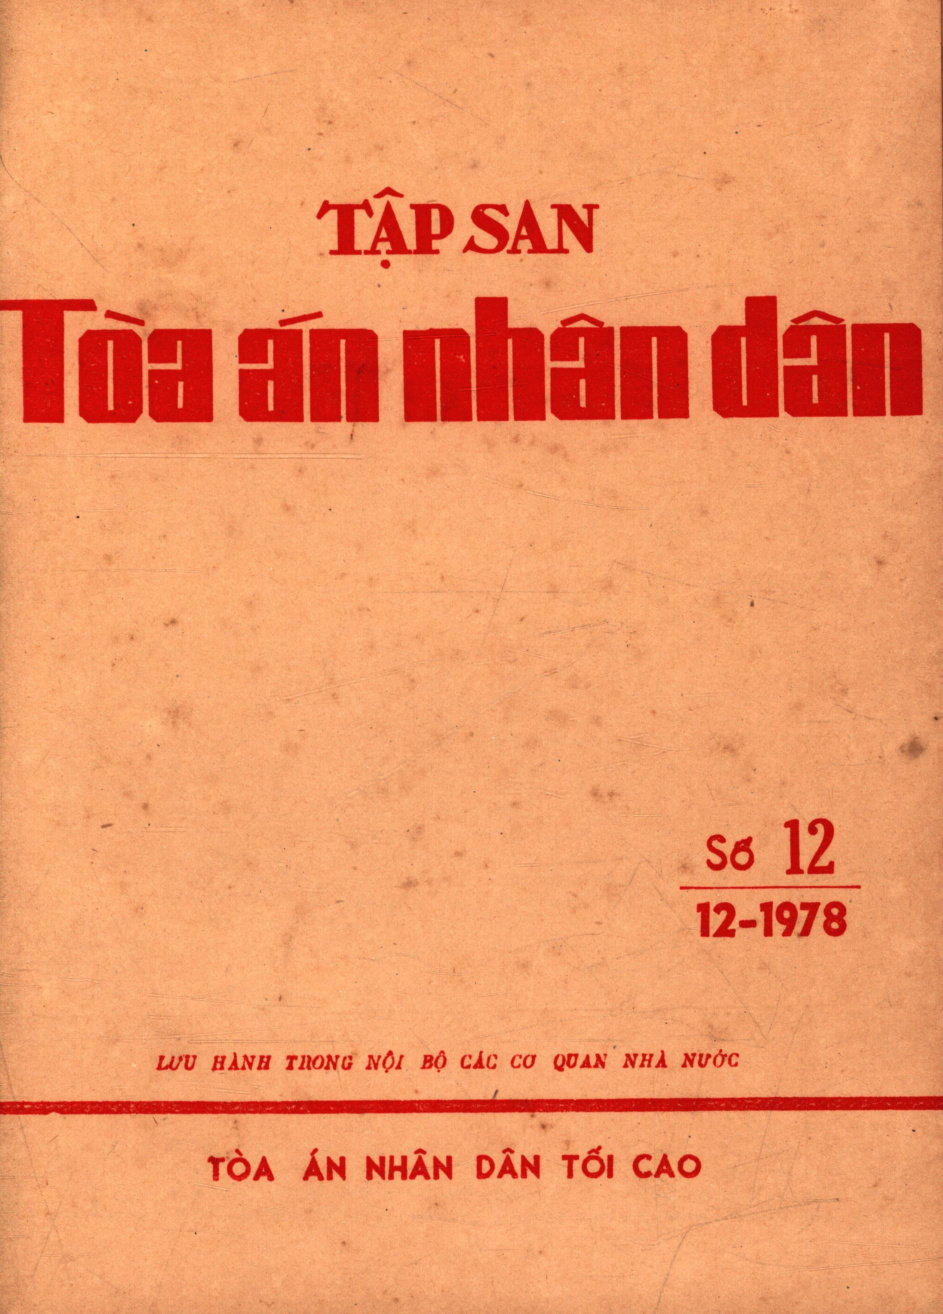 TẬP SAN
Tòa án nhân dân
Số 12
12-1978
LƯU HÀNH TRONG NỘI BỘ CÁC CƠ QUAN NHÀ NƯỚC
TÒA ÁN NHÂN DÂN TỐI CAO